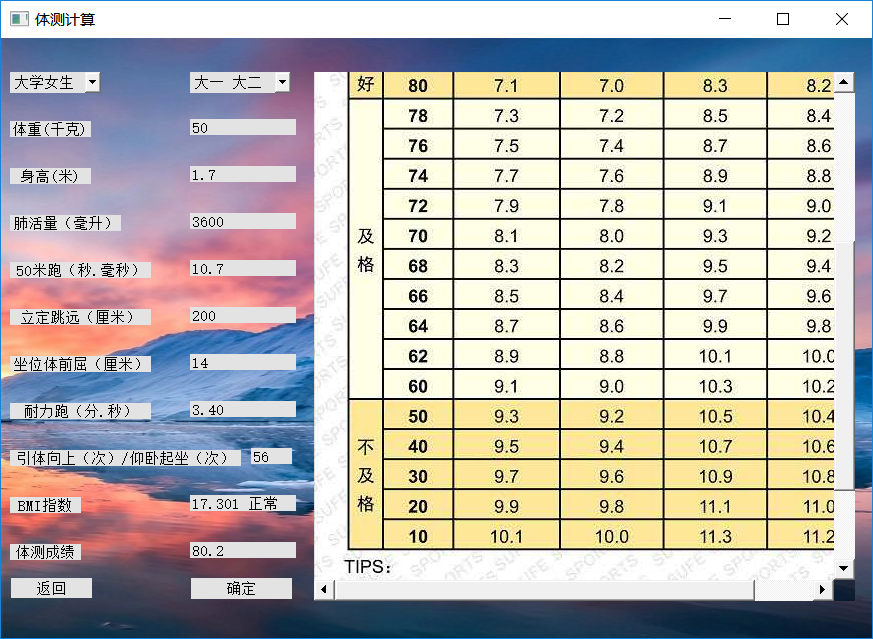 体测计算
大学女生 大一 大二
体重(千克) 50
身高(米) 1.7
肺活量（毫升） 3600
50米跑（秒.毫秒） 10.7
立定跳远（厘米） 200
坐位体前屈（厘米） 14
耐力跑（分.秒） 3.40
引体向上（次）/仰卧起坐（次） 56
BMI指数 17.301 正常
体测成绩 80.2
返回 确定
好 80 7.1 7.0 8.3 8.2
78 7.3 7.2 8.5 8.4
76 7.5 7.4 8.7 8.6
74 7.7 7.6 8.9 8.8
72 7.9 7.8 9.1 9.0
及格 70 8.1 8.0 9.3 9.2
68 8.3 8.2 9.5 9.4
66 8.5 8.4 9.7 9.6
64 8.7 8.6 9.9 9.8
62 8.9 8.8 10.1 10.0
60 9.1 9.0 10.3 10.2
50 9.3 9.2 10.5 10.4
不及格 40 9.5 9.4 10.7 10.6
30 9.7 9.6 10.9 10.8
20 9.9 9.8 11.1 11.0
10 10.1 10.0 11.3 11.2
TIPS：